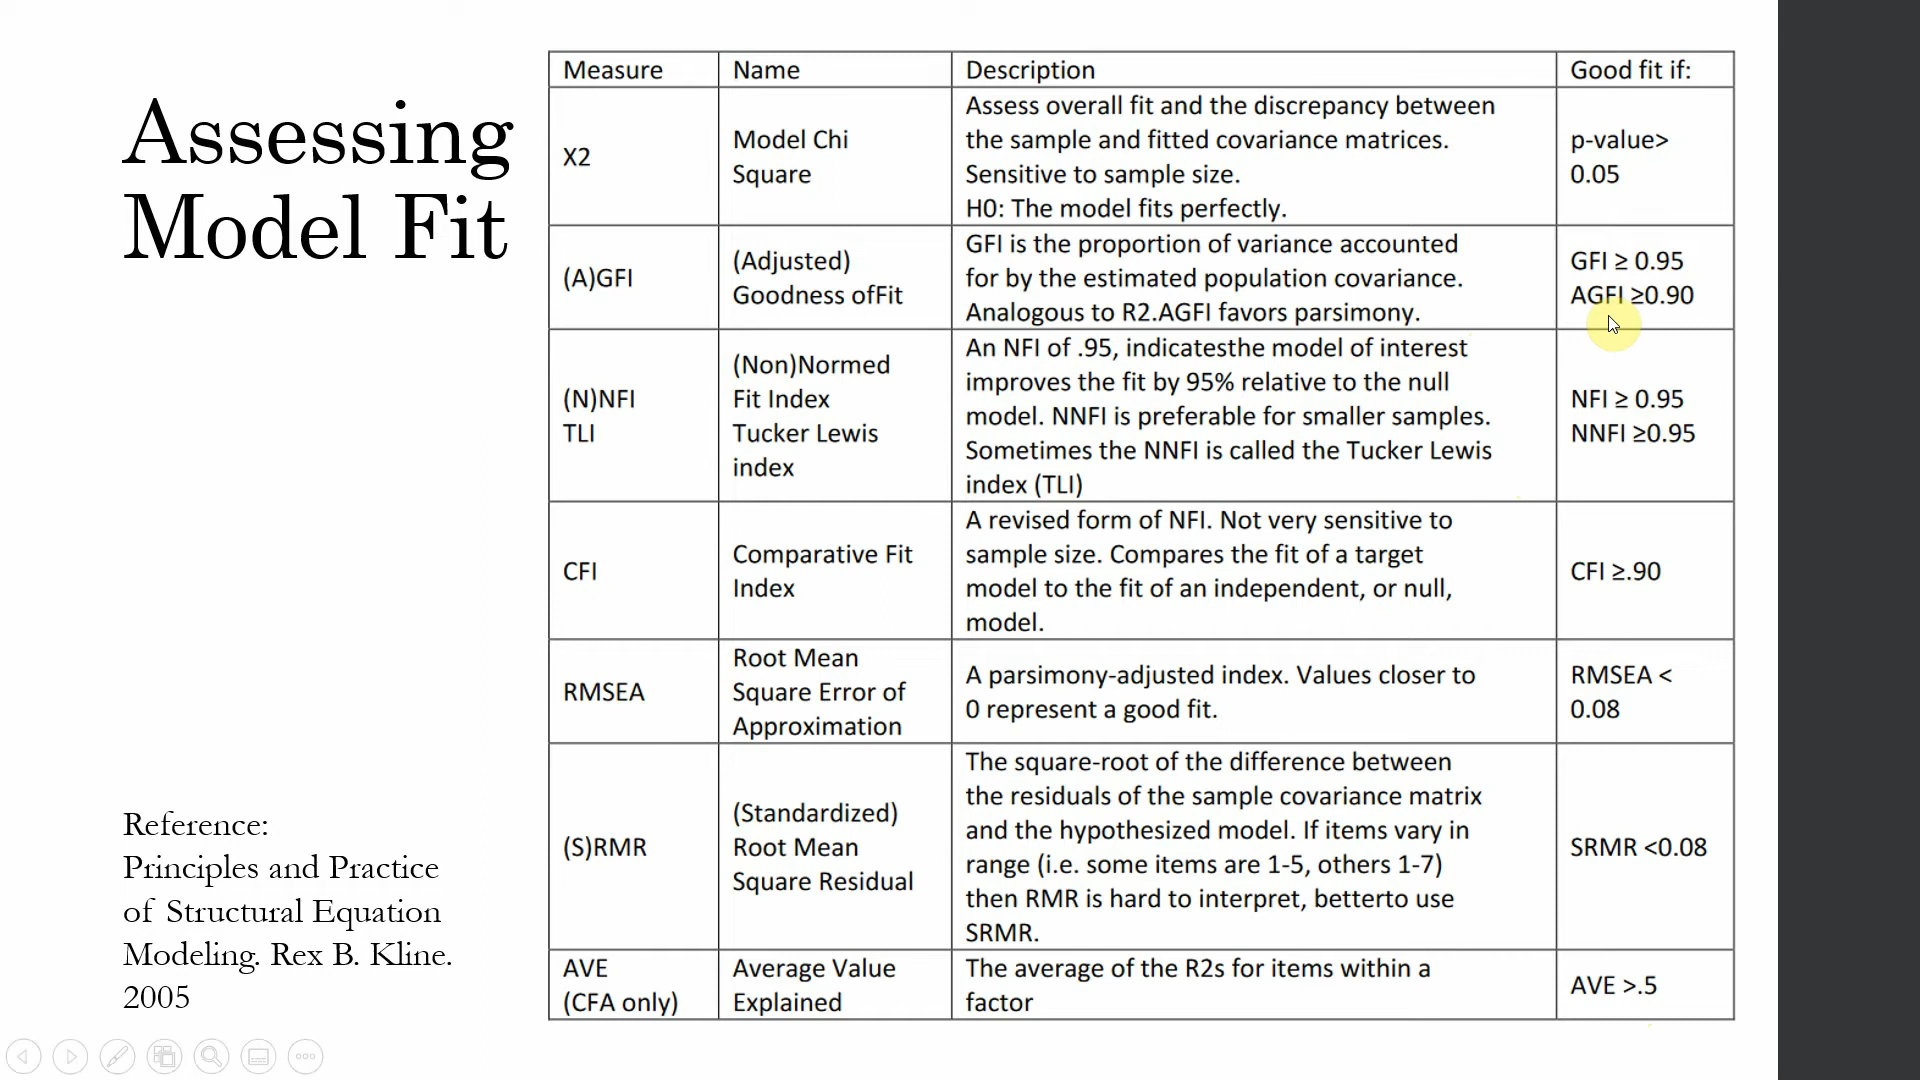 Assessing
Model Fit
Reference:
Principles and Practice
of Structural Equation
Modeling. Rex B. Kline.
2005
Measure
Name
Description
Good fit if:
X2
Model Chi
Square
Assess overall fit and the discrepancy between
the sample and fitted covariance matrices.
Sensitive to sample size.
H0: The model fits perfectly.
p-value>
0.05
(A)GFI
(Adjusted)
Goodness ofFit
GFI is the proportion of variance accounted
for by the estimated population covariance.
Analogous to R2.AGFI favors parsimony.
GFI ≥ 0.95
AGFI ≥0.90
(N)NFI
TLI
(Non)Normed
Fit Index
Tucker Lewis
index
An NFI of .95, indicatesthe model of interest
improves the fit by 95% relative to the null
model. NNFI is preferable for smaller samples.
Sometimes the NNFI is called the Tucker Lewis
index (TLI)
NFI ≥ 0.95
NNFI ≥0.95
CFI
Comparative Fit
Index
A revised form of NFI. Not very sensitive to
sample size. Compares the fit of a target
model to the fit of an independent, or null,
model.
CFI ≥.90
RMSEA
Root Mean
Square Error of
Approximation
A parsimony-adjusted index. Values closer to
0 represent a good fit.
RMSEA <
0.08
(S)RMR
(Standardized)
Root Mean
Square Residual
The square-root of the difference between
the residuals of the sample covariance matrix
and the hypothesized model. If items vary in
range (i.e. some items are 1-5, others 1-7)
then RMR is hard to interpret, betterto use
SRMR.
SRMR <0.08
AVE
(CFA only)
Average Value
Explained
The average of the R2s for items within a
factor
AVE >.5